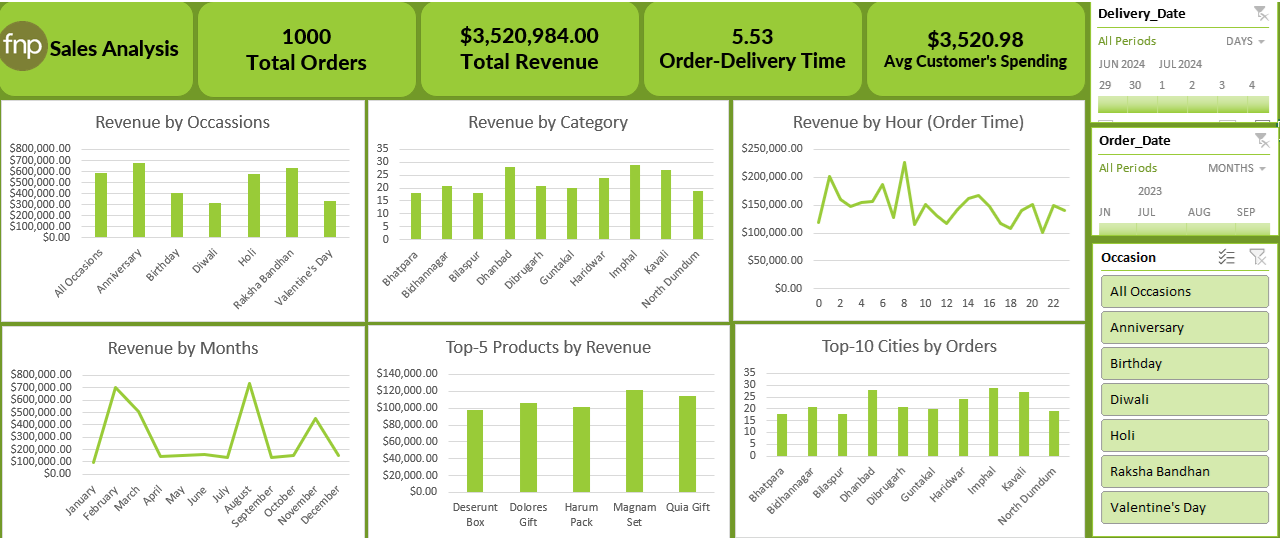 fnp Sales Analysis
1000
Total Orders
$3,520,984.00
Total Revenue
5.53
Order-Delivery Time
$3,520.98
Avg Customer's Spending
Revenue by Occassions
$800,000.00
$700,000.00
$600,000.00
$500,000.00
$400,000.00
$300,000.00
$200,000.00
$100,000.00
$0.00
All Occasions
Anniversary
Birthday
Diwali
Holi
Raksha Bandhan
Valentine's Day
Revenue by Category
35
30
25
20
15
10
5
0
Bhatpara
Bidhannagar
Bilaspur
Dhanbad
Dibrugarh
Guntakal
Haridwar
Imphal
Kavali
North Dumdum
Revenue by Hour (Order Time)
$250,000.00
$200,000.00
$150,000.00
$100,000.00
$50,000.00
$0.00
0 2 4 6 8 10 12 14 16 18 20 22
Revenue by Months
$800,000.00
$700,000.00
$600,000.00
$500,000.00
$400,000.00
$300,000.00
$200,000.00
$100,000.00
$0.00
January
February
March
April
May
June
July
August
September
October
November
December
Top-5 Products by Revenue
$140,000.00
$120,000.00
$100,000.00
$80,000.00
$60,000.00
$40,000.00
$20,000.00
$0.00
Deserunt Box
Dolores Gift
Harum Pack
Magnam Set
Quia Gift
Top-10 Cities by Orders
35
30
25
20
15
10
5
0
Bhatpara
Bidhannagar
Bilaspur
Dhanbad
Dibrugarh
Guntakal
Haridwar
Imphal
Kavali
North Dumdum
Delivery_Date
All Periods DAYS
JUN 2024 JUL 2024
29 30 1 2 3 4
Order_Date
All Periods MONTHS
2023
JN JUL AUG SEP
Occasion
All Occasions
Anniversary
Birthday
Diwali
Holi
Raksha Bandhan
Valentine's Day